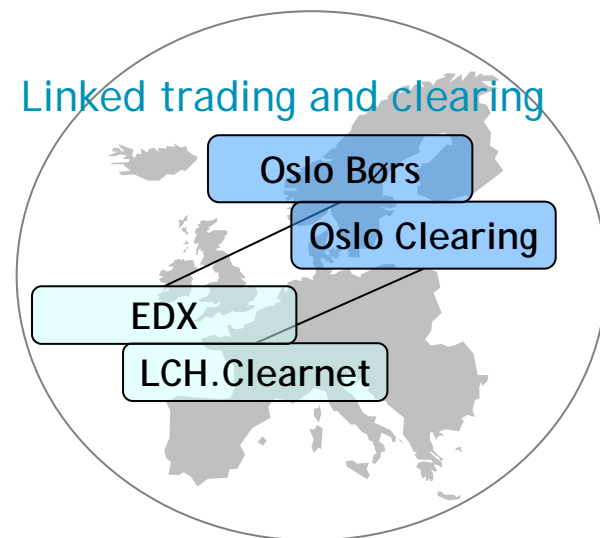 Linked trading and clearing
Oslo Børs
Oslo Clearing
EDX
LCH.Clearnet